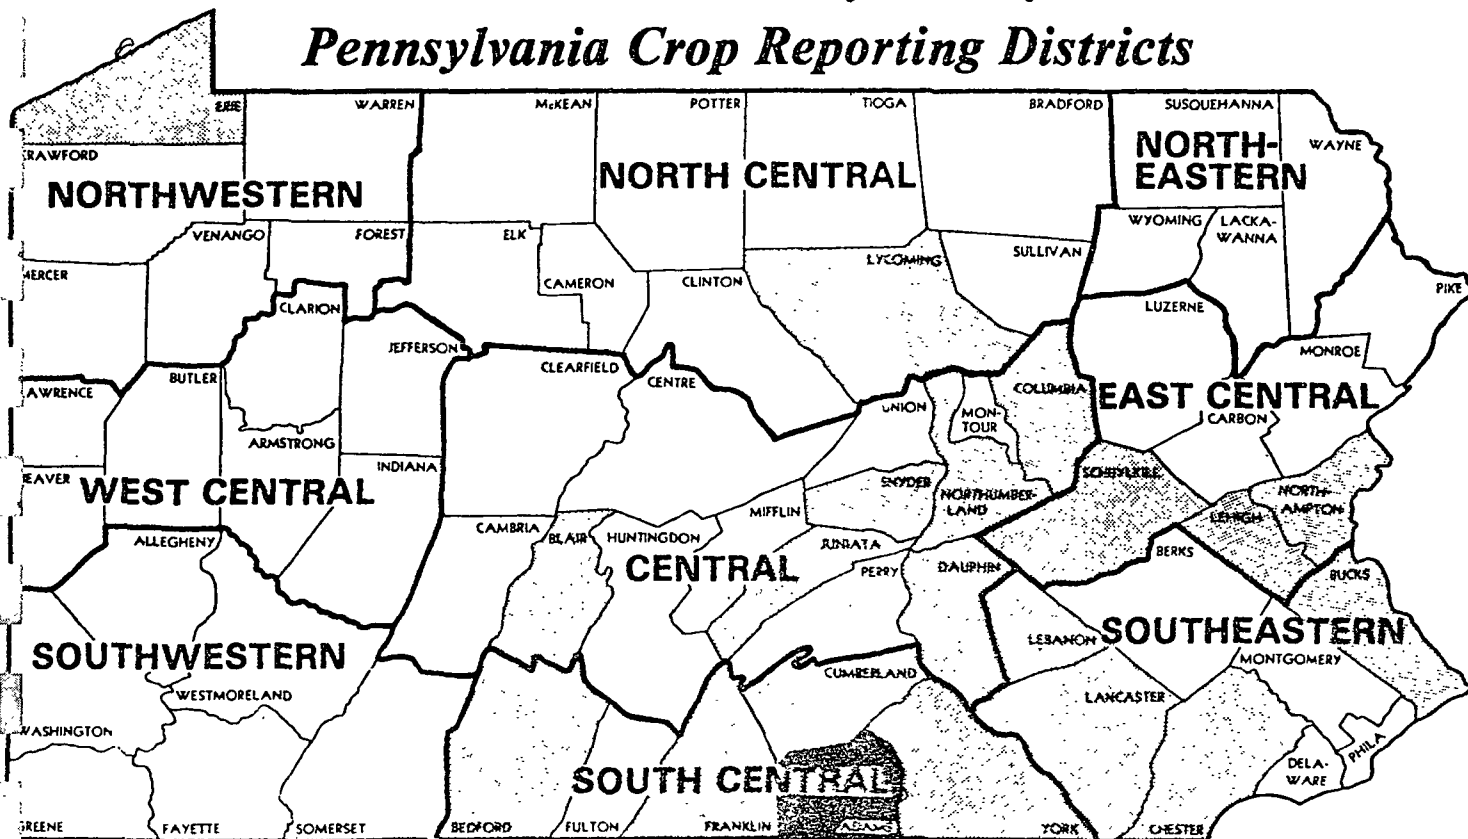 Pennsylvania Crop Reporting Districts
ERIE
WARREN
McKEAN
POTTER
TIOGA
BRADFORD
SUSQUEHANNA
WAYNE
RAWFORD
NORTHWESTERN
NORTH CENTRAL
NORTH-
EASTERN
VENANGO
FOREST
ELK
LYCOMING
SULLIVAN
WYOMING
LACKA-
WANNA
MERCER
CLARION
CAMERON
CLINTON
LUZERNE
PIKE
JEFFERSON
CLEARFIELD
CENTRE
MONROE
AWRENCE
BUTLER
UNION
MON-
TOUR
COLUMBIA
EAST CENTRAL
CARBON
ARMSTRONG
INDIANA
EAVER
WEST CENTRAL
SNYDER
NORTHUMBER-
LAND
SCHUYLKILL
LEHIGH
NORTH-
AMPTON
ALLEGHENY
CAMBRIA
BLAIR
HUNTINGDON
MIFFLIN
JUNIATA
CENTRAL
PERRY
DAUPHIN
BERKS
BUCKS
SOUTHWESTERN
LEBANON
SOUTHEASTERN
MONTGOMERY
WESTMORELAND
CUMBERLAND
LANCASTER
WASHINGTON
SOUTH CENTRAL
DELA-
WARE
PHILA
GREENE
FAYETTE
SOMERSET
BEDFORD
FULTON
FRANKLIN
ADAMS
YORK
CHESTER